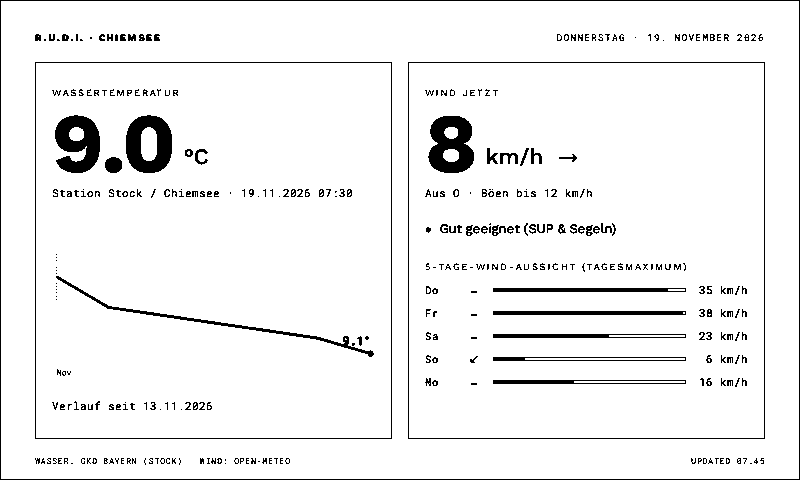 R.U.D.I. · CHIEMSEE
DONNERSTAG · 19. NOVEMBER 2026
WASSERTEMPERATUR
9.0 °C
Station Stock / Chiemsee · 19.11.2026 07:30
9.1°
Nov
Verlauf seit 13.11.2026
WIND JETZT
8 km/h →
Aus O · Böen bis 12 km/h
• Gut geeignet (SUP & Segeln)
5-TAGE-WIND-AUSSICHT (TAGESMAXIMUM)
Do – 35 km/h
Fr – 38 km/h
Sa – 23 km/h
So ↙ 6 km/h
Mo – 16 km/h
WASSER: GKD BAYERN (STOCK) WIND: OPEN-METEO
UPDATED 07:45